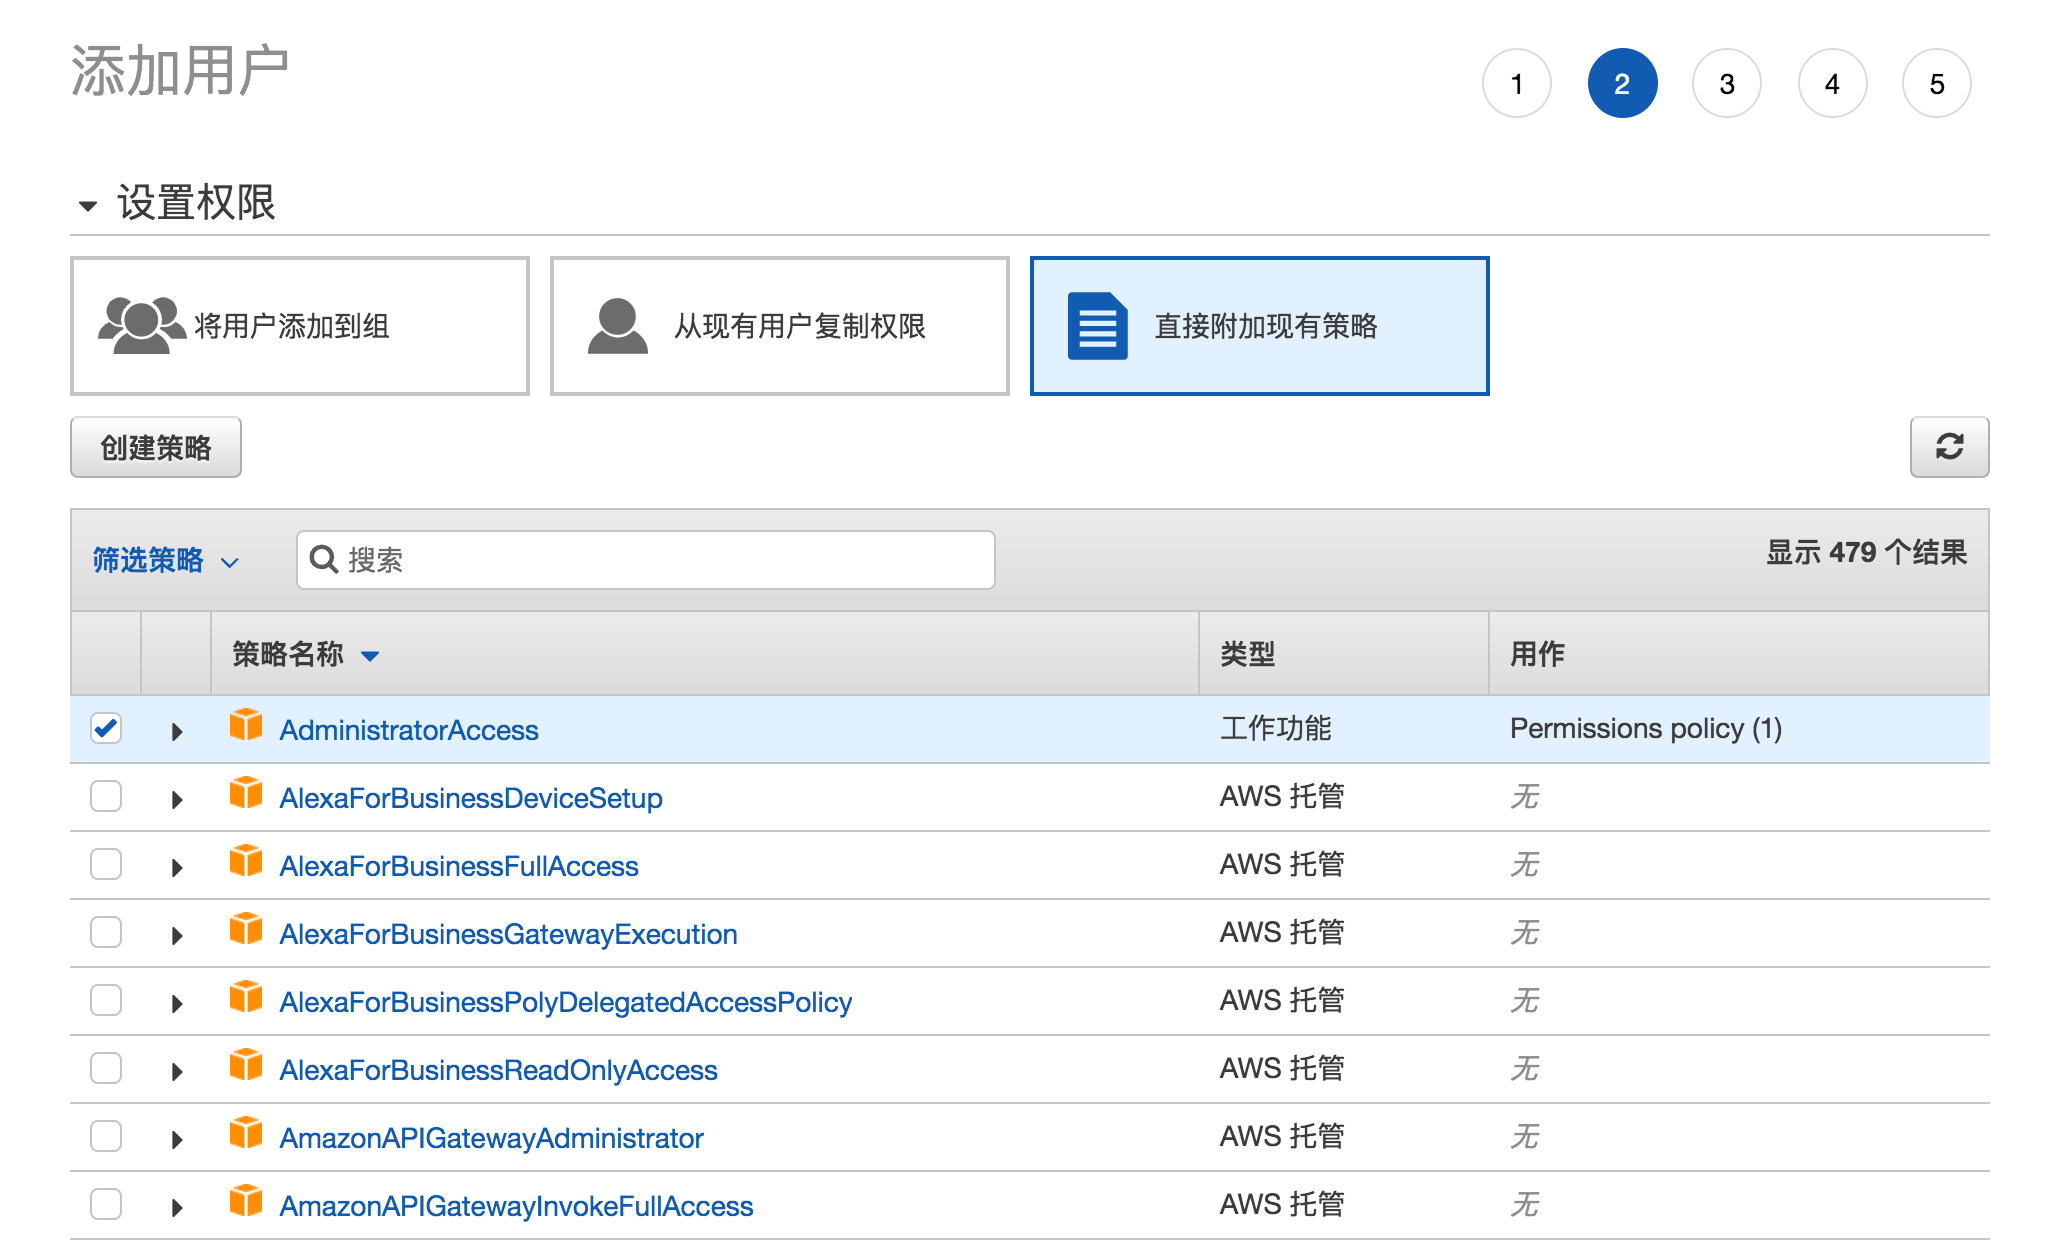 添加用户
1 2 3 4 5
设置权限
将用户添加到组 从现有用户复制权限 直接附加现有策略
创建策略
筛选策略 搜索 显示 479 个结果
策略名称 类型 用作
AdministratorAccess 工作功能 Permissions policy (1)
AlexaForBusinessDeviceSetup AWS 托管 无
AlexaForBusinessFullAccess AWS 托管 无
AlexaForBusinessGatewayExecution AWS 托管 无
AlexaForBusinessPolyDelegatedAccessPolicy AWS 托管 无
AlexaForBusinessReadOnlyAccess AWS 托管 无
AmazonAPIGatewayAdministrator AWS 托管 无
AmazonAPIGatewayInvokeFullAccess AWS 托管 无